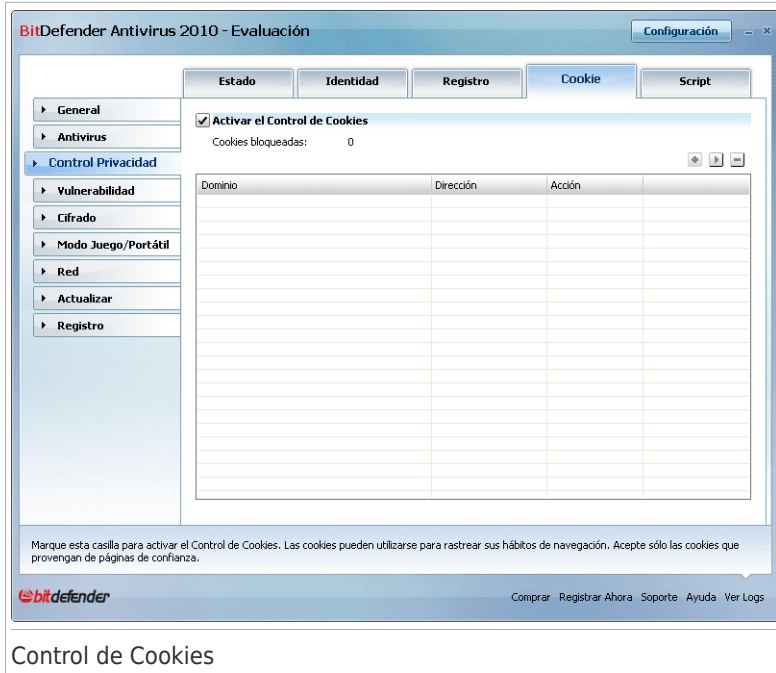 BitDefender Antivirus 2010 - Evaluación
Configuración
Estado
Identidad
Registro
Cookie
Script
General
Antivirus
Control Privacidad
Vulnerabilidad
Cifrado
Modo Juego/Portátil
Red
Actualizar
Registro
Activar el Control de Cookies
Cookies bloqueadas: 0
Dominio
Dirección
Acción
Marque esta casilla para activar el Control de Cookies. Las cookies pueden utilizarse para rastrear sus hábitos de navegación. Acepte sólo las cookies que
provengan de páginas de confianza.
bitdefender
Comprar Registrar Ahora Soporte Ayuda Ver Logs
Control de Cookies